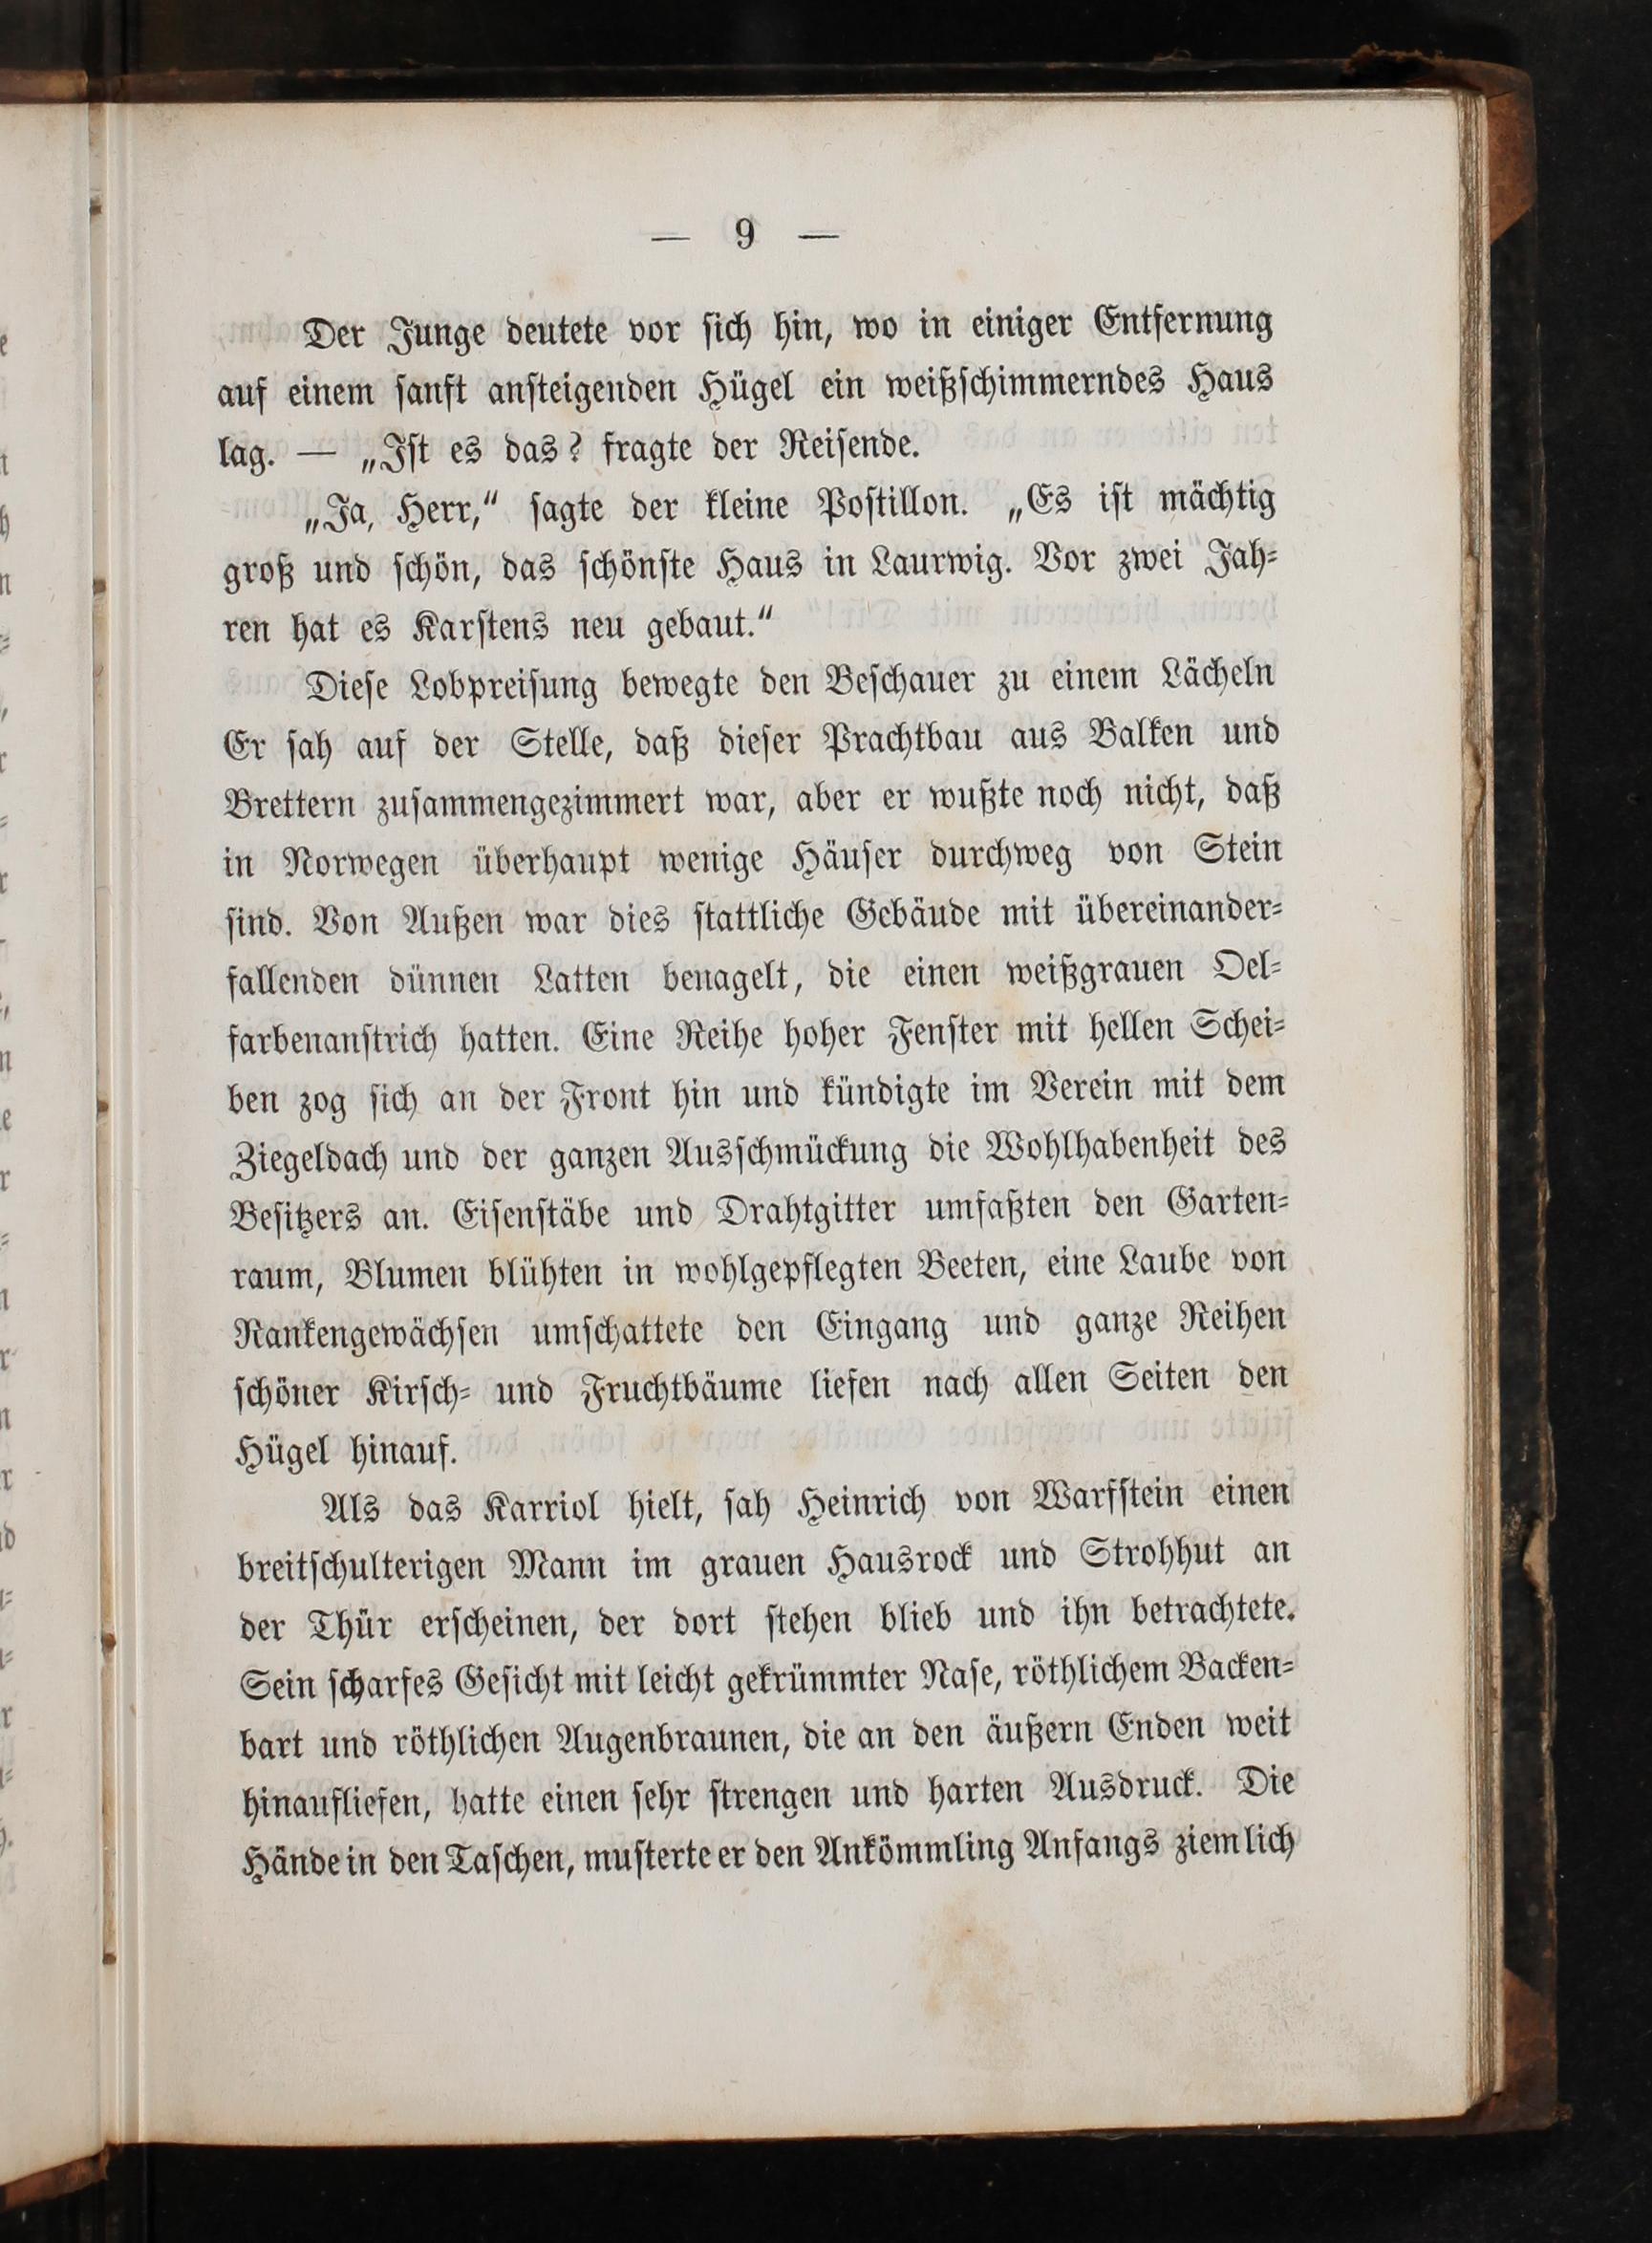 — 9 —
Der Junge deutete vor ſich hin, wo in einiger Entfernung
auf einem ſanft anſteigenden Hügel ein weißſchimmerndes Haus
lag. — „Iſt es das? fragte der Reiſende.
„Ja, Herr,“ ſagte der kleine Poſtillon. „Es iſt mächtig
groß und ſchön, das ſchönſte Haus in Laurwig. Vor zwei Jah⸗
ren hat es Karſtens neu gebaut.“
Dieſe Lobpreiſung bewegte den Beſchauer zu einem Lächeln
Er ſah auf der Stelle, daß dieſer Prachtbau aus Balken und
Brettern zuſammengezimmert war, aber er wußte noch nicht, daß
in Norwegen überhaupt wenige Häuſer durchweg von Stein
ſind. Von Außen war dies ſtattliche Gebäude mit übereinander⸗
fallenden dünnen Latten benagelt, die einen weißgrauen Oel⸗
farbenanſtrich hatten. Eine Reihe hoher Fenſter mit hellen Schei⸗
ben zog ſich an der Front hin und kündigte im Verein mit dem
Ziegeldach und der ganzen Ausſchmückung die Wohlhabenheit des
Beſitzers an. Eiſenſtäbe und Drahtgitter umfaßten den Garten⸗
raum, Blumen blühten in wohlgepflegten Beeten, eine Laube von
Rankengewächſen umſchattete den Eingang und ganze Reihen
ſchöner Kirſch⸗ und Fruchtbäume liefen nach allen Seiten den
Hügel hinauf.
Als das Karriol hielt, ſah Heinrich von Warfſtein einen
breitſchulterigen Mann im grauen Hausrock und Strohhut an
der Thür erſcheinen, der dort ſtehen blieb und ihn betrachtete.
Sein ſcharfes Geſicht mit leicht gekrümmter Naſe, röthlichem Backen⸗
bart und röthlichen Augenbraunen, die an den äußern Enden weit
hinaufliefen, hatte einen ſehr ſtrengen und harten Ausdruck. Die
Hände in den Taſchen, muſterte er den Ankömmling Anfangs ziemlich